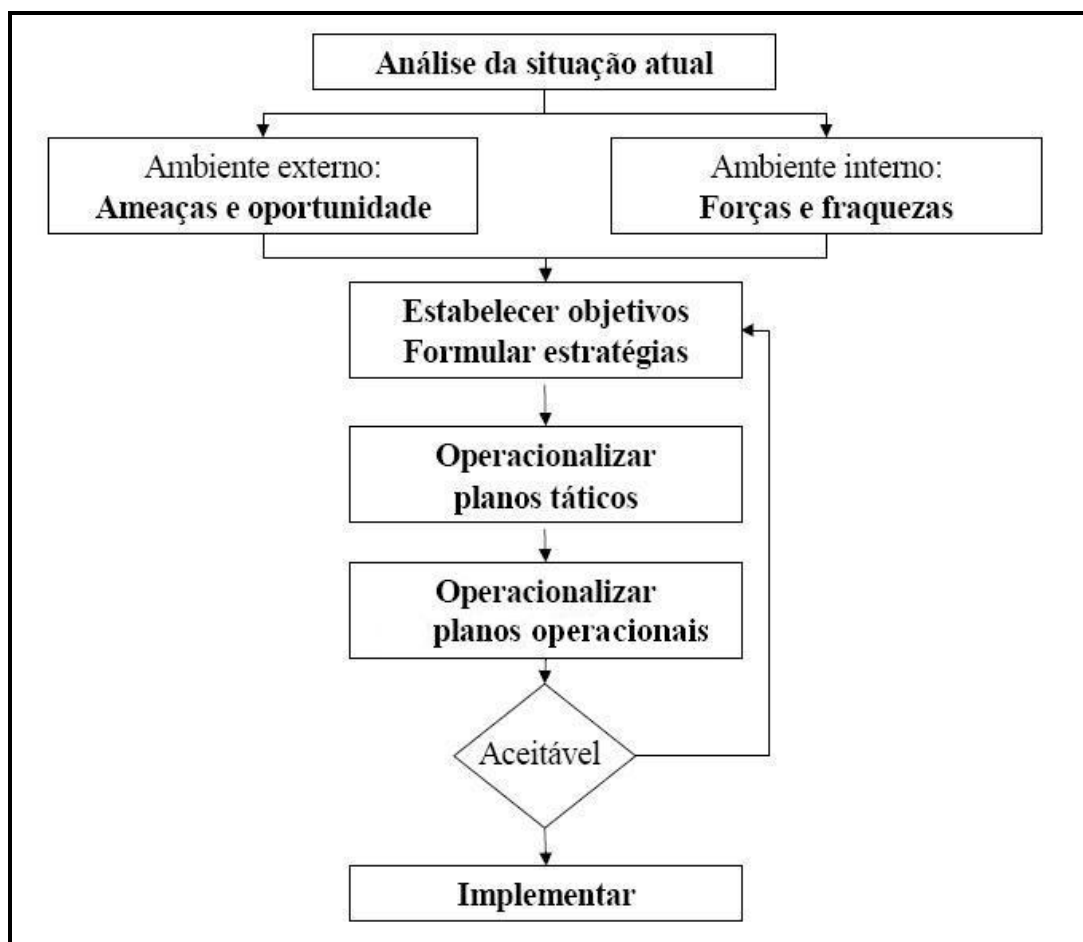 Análise da situação atual
Ambiente externo:
Ameaças e oportunidade
Ambiente interno:
Forças e fraquezas
Estabelecer objetivos
Formular estratégias
Operacionalizar
planos táticos
Operacionalizar
planos operacionais
Aceitável
Implementar